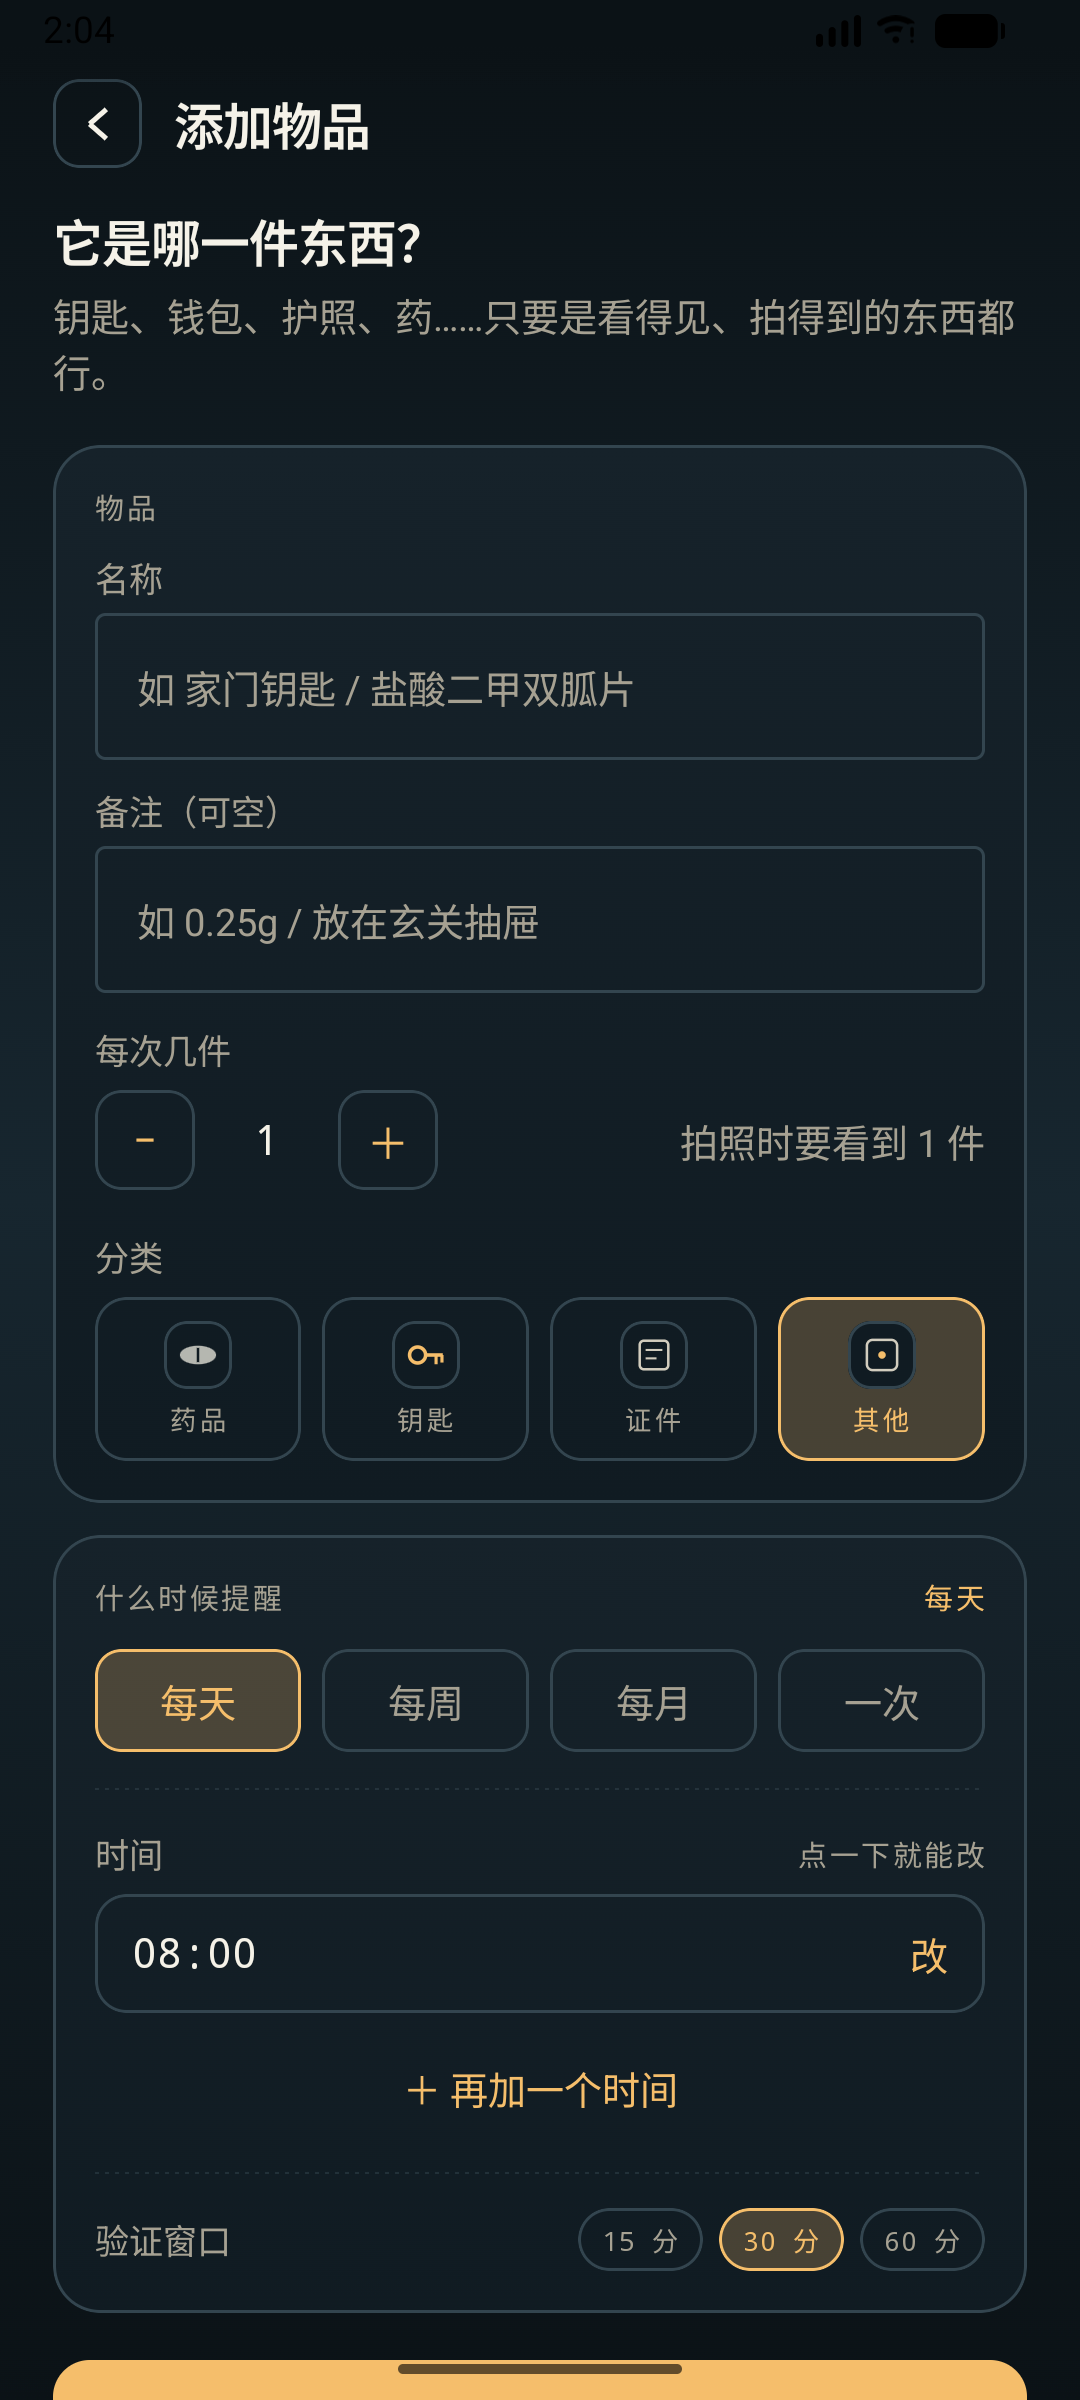 2:04
添加物品
它是哪一件东西?
钥匙、钱包、护照、药……只要是看得见、拍得到的东西都
行。
物品
名称
如 家门钥匙 / 盐酸二甲双胍片
备注（可空）
如 0.25g / 放在玄关抽屉
每次几件
− 1 ＋ 拍照时要看到 1 件
分类
药品 钥匙 证件 其他
什么时候提醒 每天
每天 每周 每月 一次
时间 点一下就能改
08:00 改
＋ 再加一个时间
验证窗口 15 分 30 分 60 分